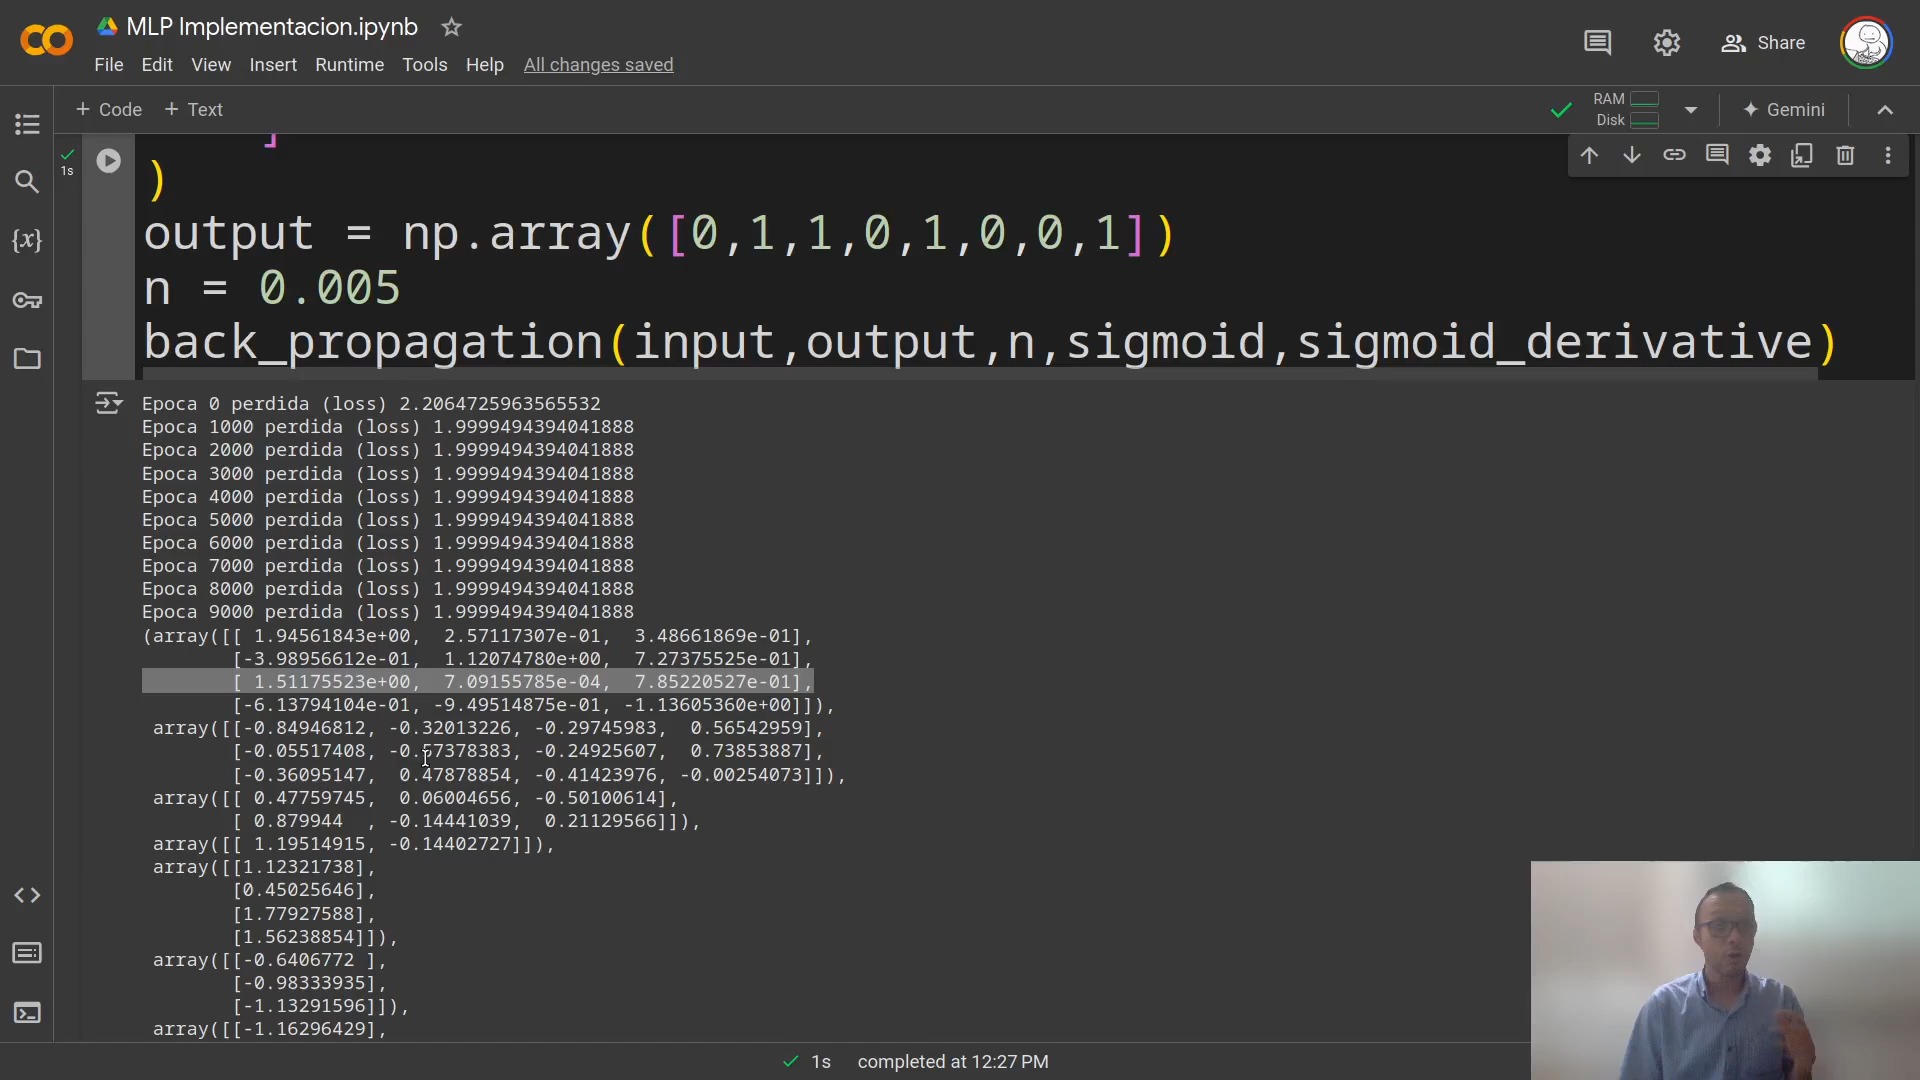 MLP Implementacion.ipynb
File Edit View Insert Runtime Tools Help All changes saved
Share
+ Code + Text
RAM
Disk
Gemini
1s
)
output = np.array([0,1,1,0,1,0,0,1])
n = 0.005
back_propagation(input,output,n,sigmoid,sigmoid_derivative)
Epoca 0 perdida (loss) 2.2064725963565532
Epoca 1000 perdida (loss) 1.9999494394041888
Epoca 2000 perdida (loss) 1.9999494394041888
Epoca 3000 perdida (loss) 1.9999494394041888
Epoca 4000 perdida (loss) 1.9999494394041888
Epoca 5000 perdida (loss) 1.9999494394041888
Epoca 6000 perdida (loss) 1.9999494394041888
Epoca 7000 perdida (loss) 1.9999494394041888
Epoca 8000 perdida (loss) 1.9999494394041888
Epoca 9000 perdida (loss) 1.9999494394041888
(array([[ 1.94561843e+00, 2.57117307e-01, 3.48661869e-01],
[-3.98956612e-01, 1.12074780e+00, 7.27375525e-01],
[ 1.51175523e+00, 7.09155785e-04, 7.85220527e-01],
[-6.13794104e-01, -9.49514875e-01, -1.13605360e+00]]),
array([[-0.84946812, -0.32013226, -0.29745983, 0.56542959],
[-0.05517408, -0.57378383, -0.24925607, 0.73853887],
[-0.36095147, 0.47878854, -0.41423976, -0.00254073]]),
array([[ 0.47759745, 0.06004656, -0.50100614],
[ 0.879944 , -0.14441039, 0.21129566]]),
array([[ 1.19514915, -0.14402727]]),
array([[1.12321738],
[0.45025646],
[1.77927588],
[1.56238854]]),
array([[-0.6406772 ],
[-0.98333935],
[-1.13291596]]),
array([[-1.16296429],
1s completed at 12:27 PM